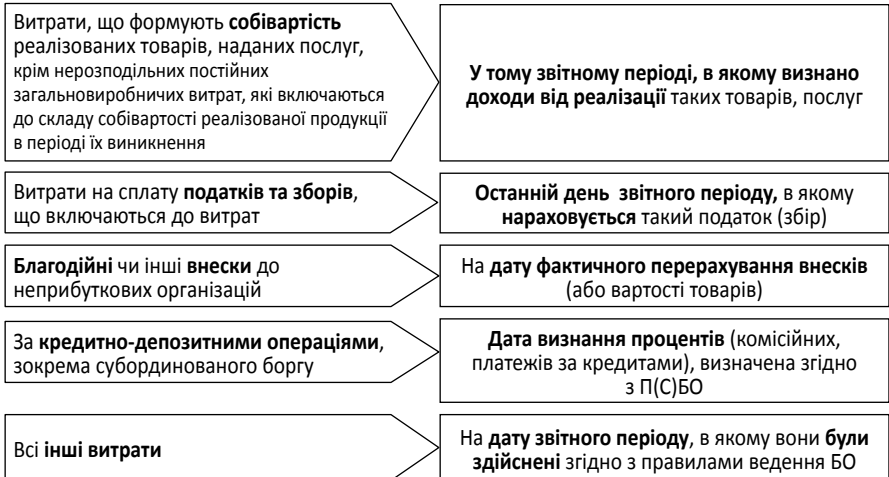 Витрати, що формують собівартість
реалізованих товарів, наданих послуг,
крім нерозподільних постійних
загальновиробничих витрат, які включаються
до складу собівартості реалізованої продукції
в періоді їх виникнення
У тому звітному періоді, в якому визнано
доходи від реалізації таких товарів, послуг
Витрати на сплату податків та зборів,
що включаються до витрат
Останній день звітного періоду, в якому
нараховується такий податок (збір)
Благодійні чи інші внески до
неприбуткових організацій
На дату фактичного перерахування внесків
(або вартості товарів)
За кредитно-депозитними операціями,
зокрема субординованого боргу
Дата визнання процентів (комісійних,
платежів за кредитами), визначена згідно
з П(С)БО
Всі інші витрати
На дату звітного періоду, в якому вони були
здійснені згідно з правилами ведення БО